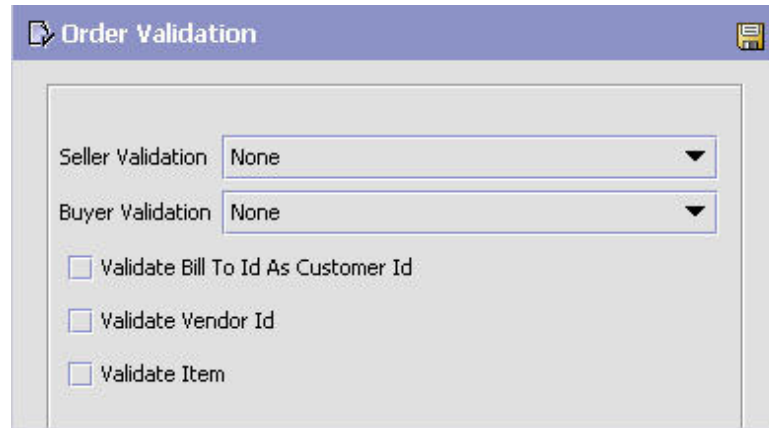 Order Validation
Seller Validation None
Buyer Validation None
Validate Bill To Id As Customer Id
Validate Vendor Id
Validate Item